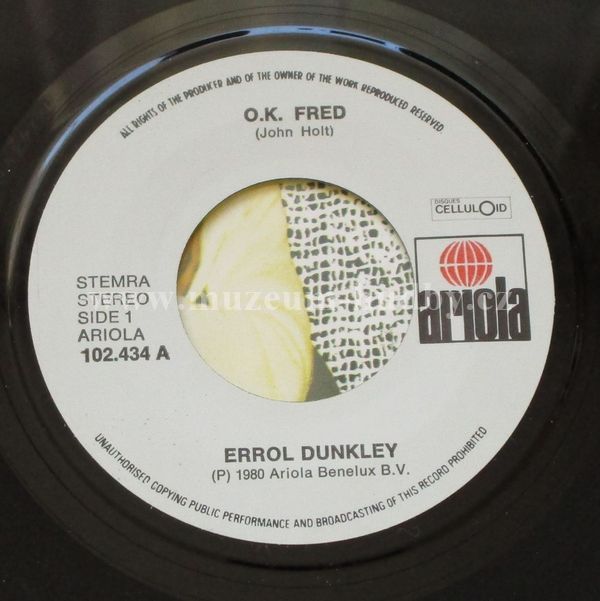 ALL RIGHTS OF THE PRODUCER AND OF THE OWNER OF THE WORK REPRODUCED RESERVED
O.K. FRED
(John Holt)
DISQUES
CELLULOID
ariola
STEMRA
STEREO
SIDE 1
ARIOLA
102.434 A
ERROL DUNKLEY
(P) 1980 Ariola Benelux B.V.
UNAUTHORISED COPYING PUBLIC PERFORMANCE AND BROADCASTING OF THIS RECORD PROHIBITED